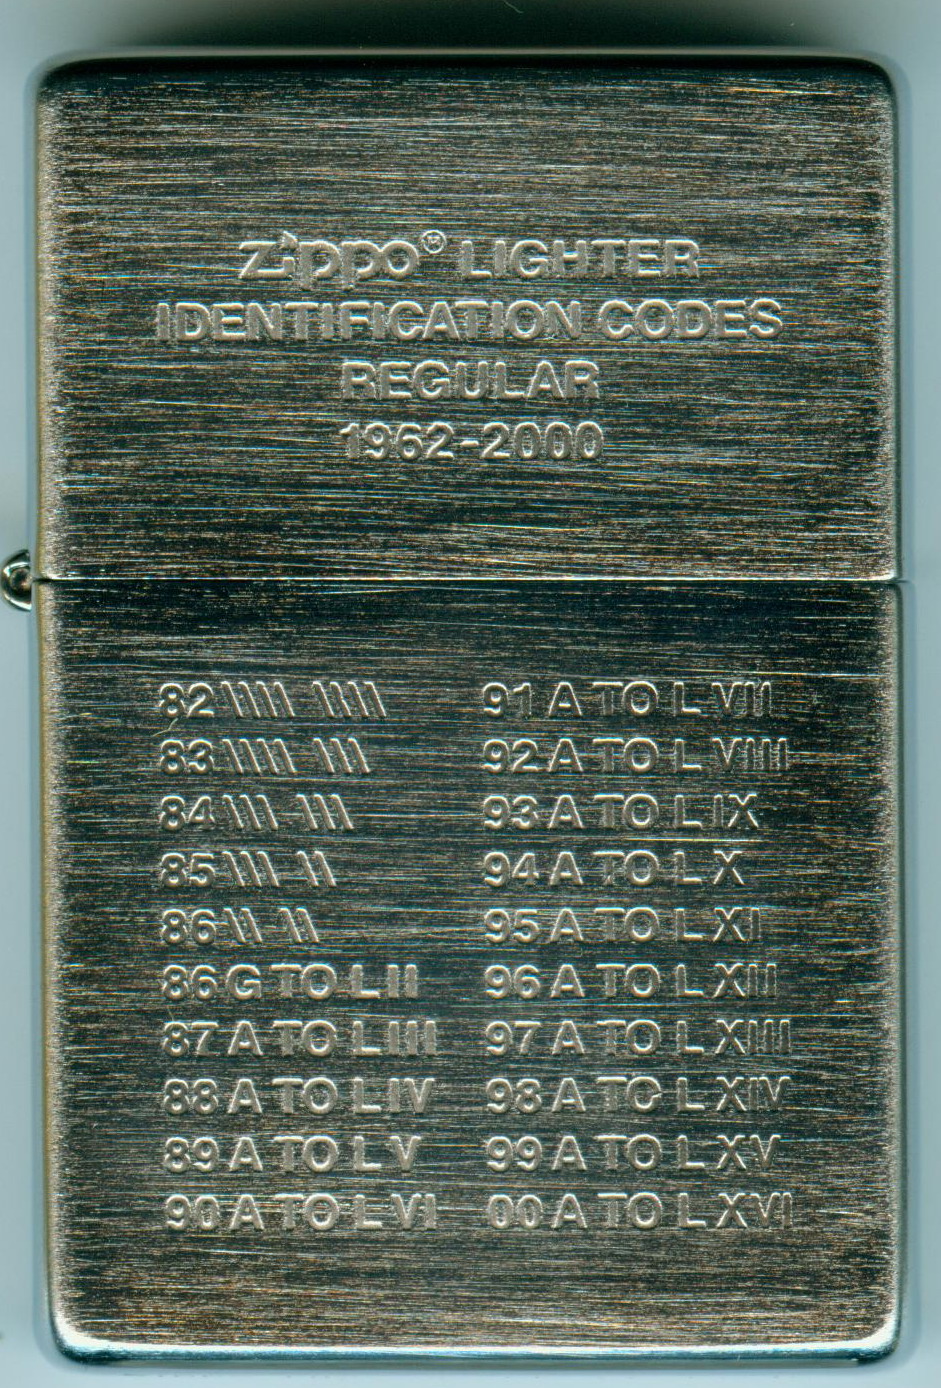 Zippo® LIGHTER
IDENTIFICATION CODES
REGULAR
1962-2000
82 \\\\ \\\\ 91 A TO L VII
83 \\\\ \\\ 92 A TO L VIII
84 \\\ \\\ 93 A TO L IX
85 \\\ \\ 94 A TO L X
86 \\ \\ 95 A TO L XI
86 G TO L II 96 A TO L XII
87 A TO L III 97 A TO L XIII
88 A TO L IV 98 A TO L XIV
89 A TO L V 99 A TO L XV
90 A TO L VI 00 A TO L XVI